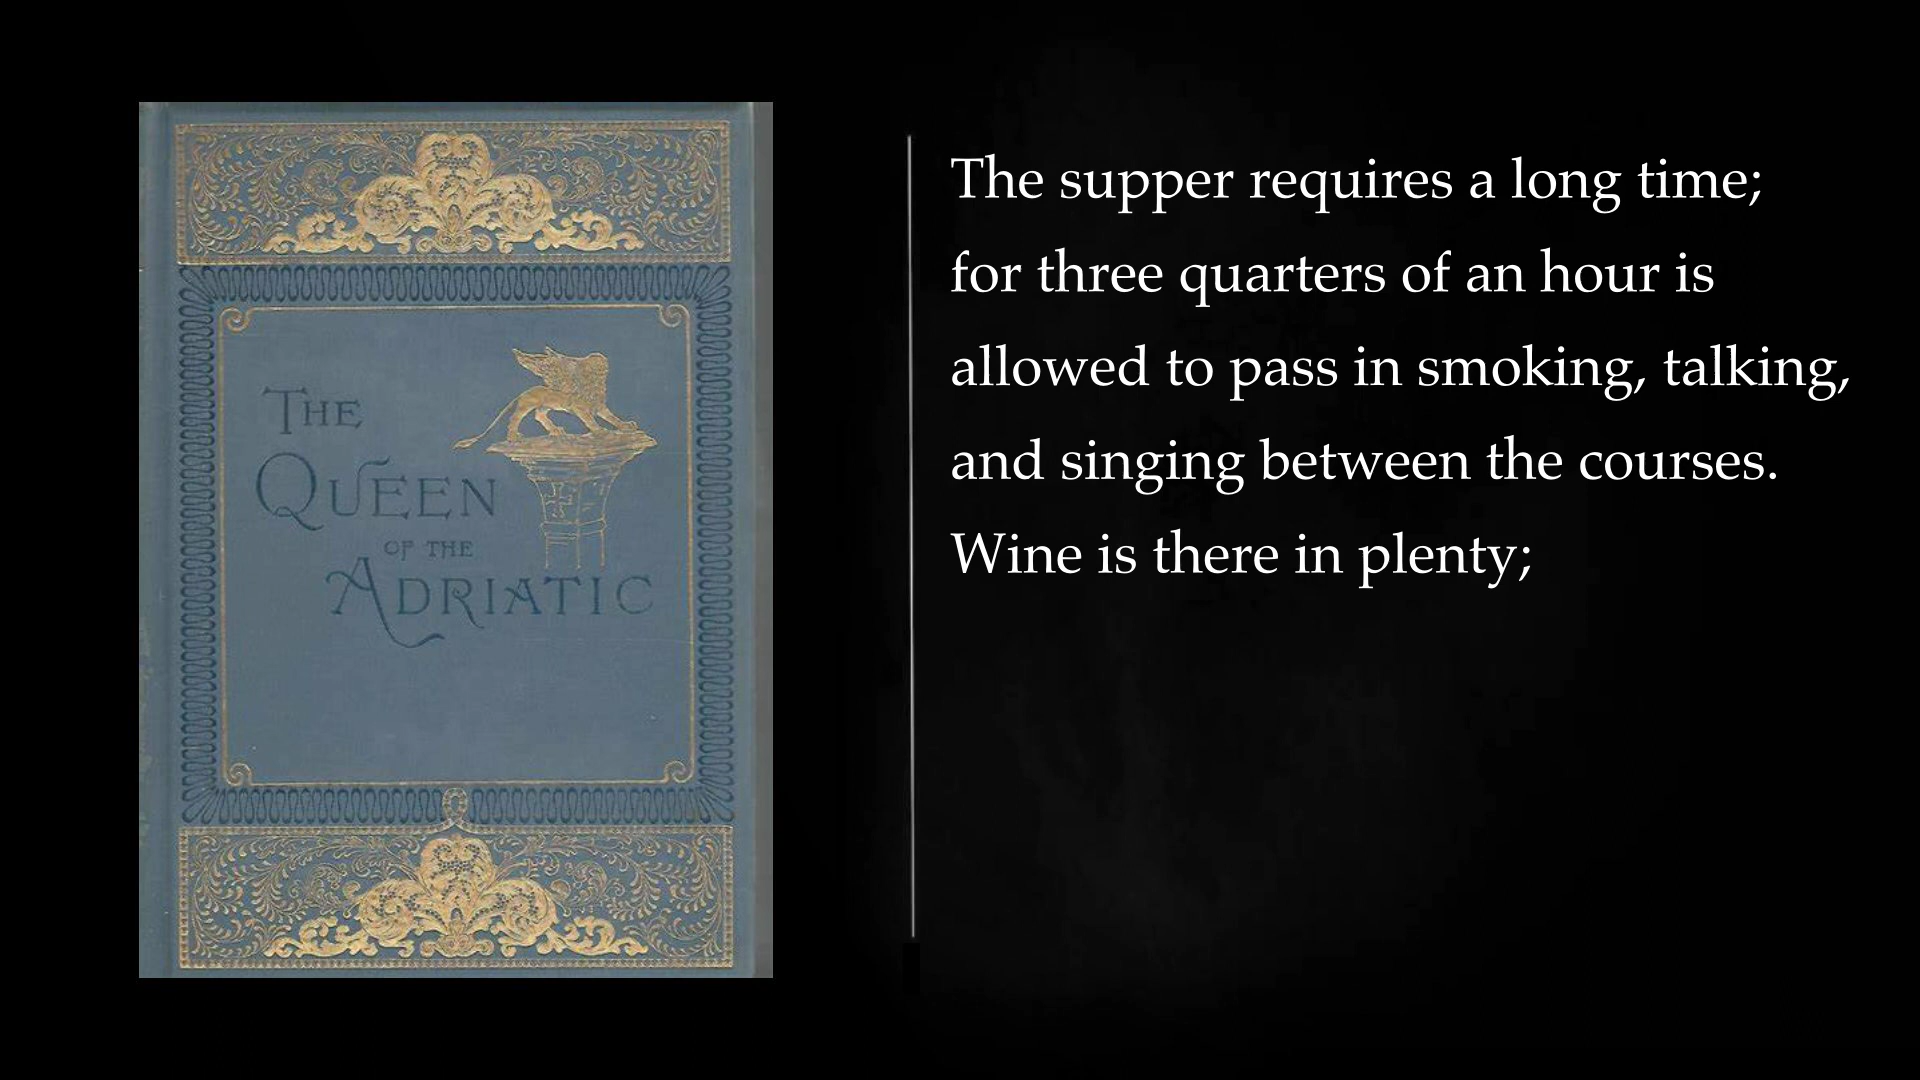 THE
QUEEN
OF THE
ADRIATIC
The supper requires a long time;
for three quarters of an hour is
allowed to pass in smoking, talking,
and singing between the courses.
Wine is there in plenty;